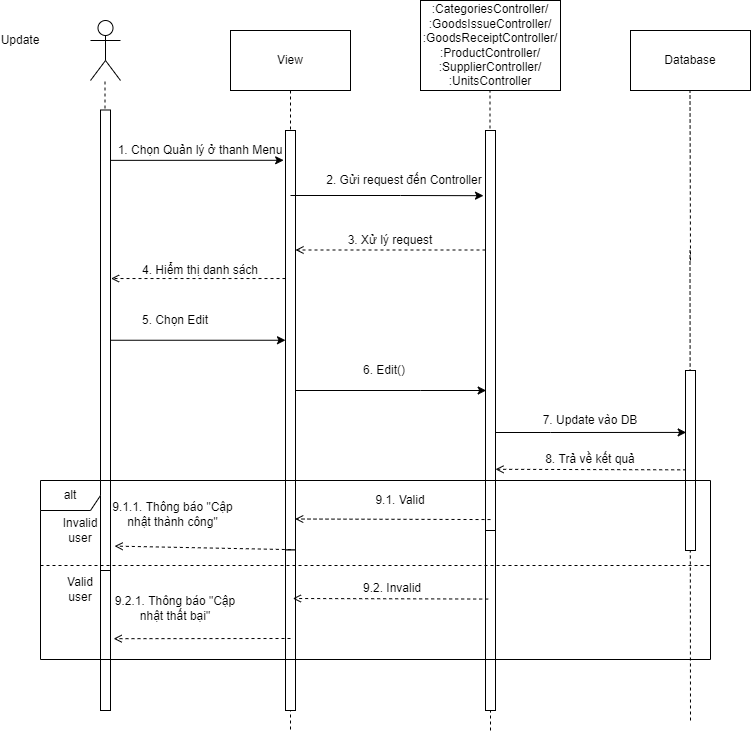 Update
View
:CategoriesController/
:GoodsIssueController/
:GoodsReceiptController/
:ProductController/
:SupplierController/
:UnitsController
Database
1. Chọn Quản lý ở thanh Menu
2. Gửi request đến Controller
3. Xử lý request
4. Hiểm thị danh sách
5. Chọn Edit
6. Edit()
7. Update vào DB
8. Trả về kết quả
alt
Invalid
user
9.1. Valid
9.1.1. Thông báo "Cập
nhật thành công"
Valid
user
9.2. Invalid
9.2.1. Thông báo "Cập
nhật thất bại"